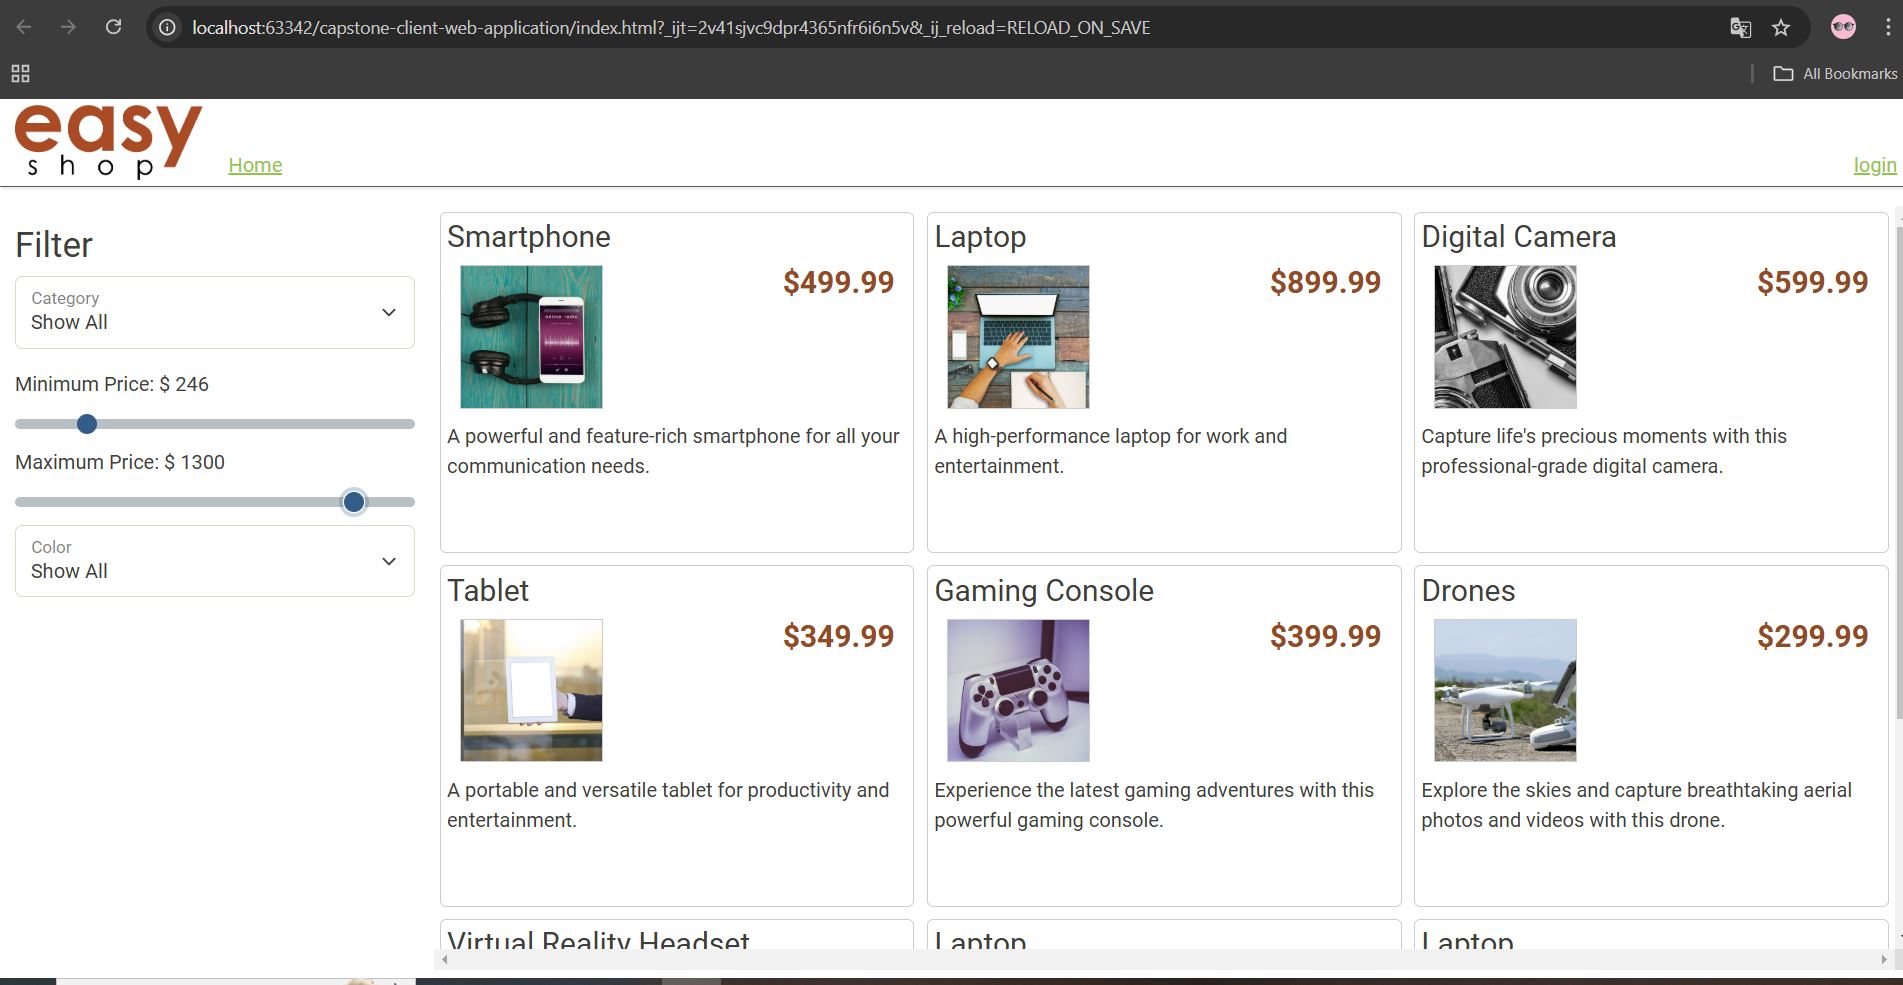 localhost:63342/capstone-client-web-application/index.html?_ijt=2v41sjvc9dpr4365nfr6i6n5v&_ij_reload=RELOAD_ON_SAVE
All Bookmarks
easy
shop
Home
login
Filter
Category
Show All
Minimum Price: $ 246
Maximum Price: $ 1300
Color
Show All
Smartphone
$499.99
online radio
A powerful and feature-rich smartphone for all your
communication needs.
Laptop
$899.99
A high-performance laptop for work and
entertainment.
Digital Camera
$599.99
Capture life's precious moments with this
professional-grade digital camera.
Tablet
$349.99
A portable and versatile tablet for productivity and
entertainment.
Gaming Console
$399.99
Experience the latest gaming adventures with this
powerful gaming console.
Drones
$299.99
Explore the skies and capture breathtaking aerial
photos and videos with this drone.
Virtual Reality Headset
Laptop
Laptop